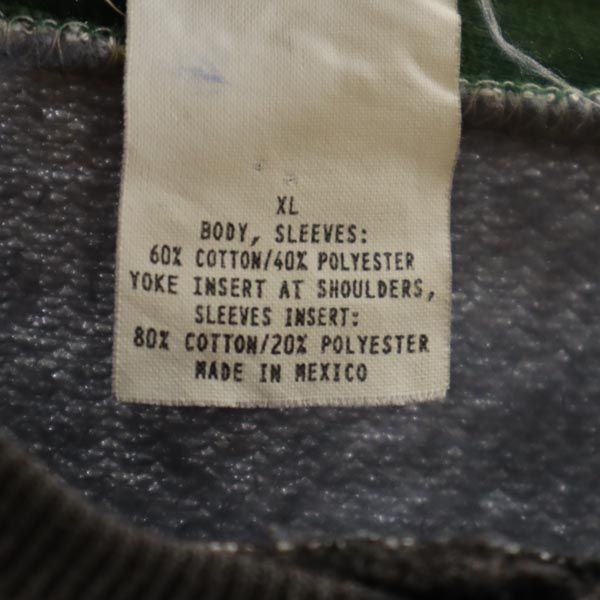 XL
BODY, SLEEVES:
60% COTTON/40% POLYESTER
YOKE INSERT AT SHOULDERS,
SLEEVES INSERT:
80% COTTON/20% POLYESTER
MADE IN MEXICO